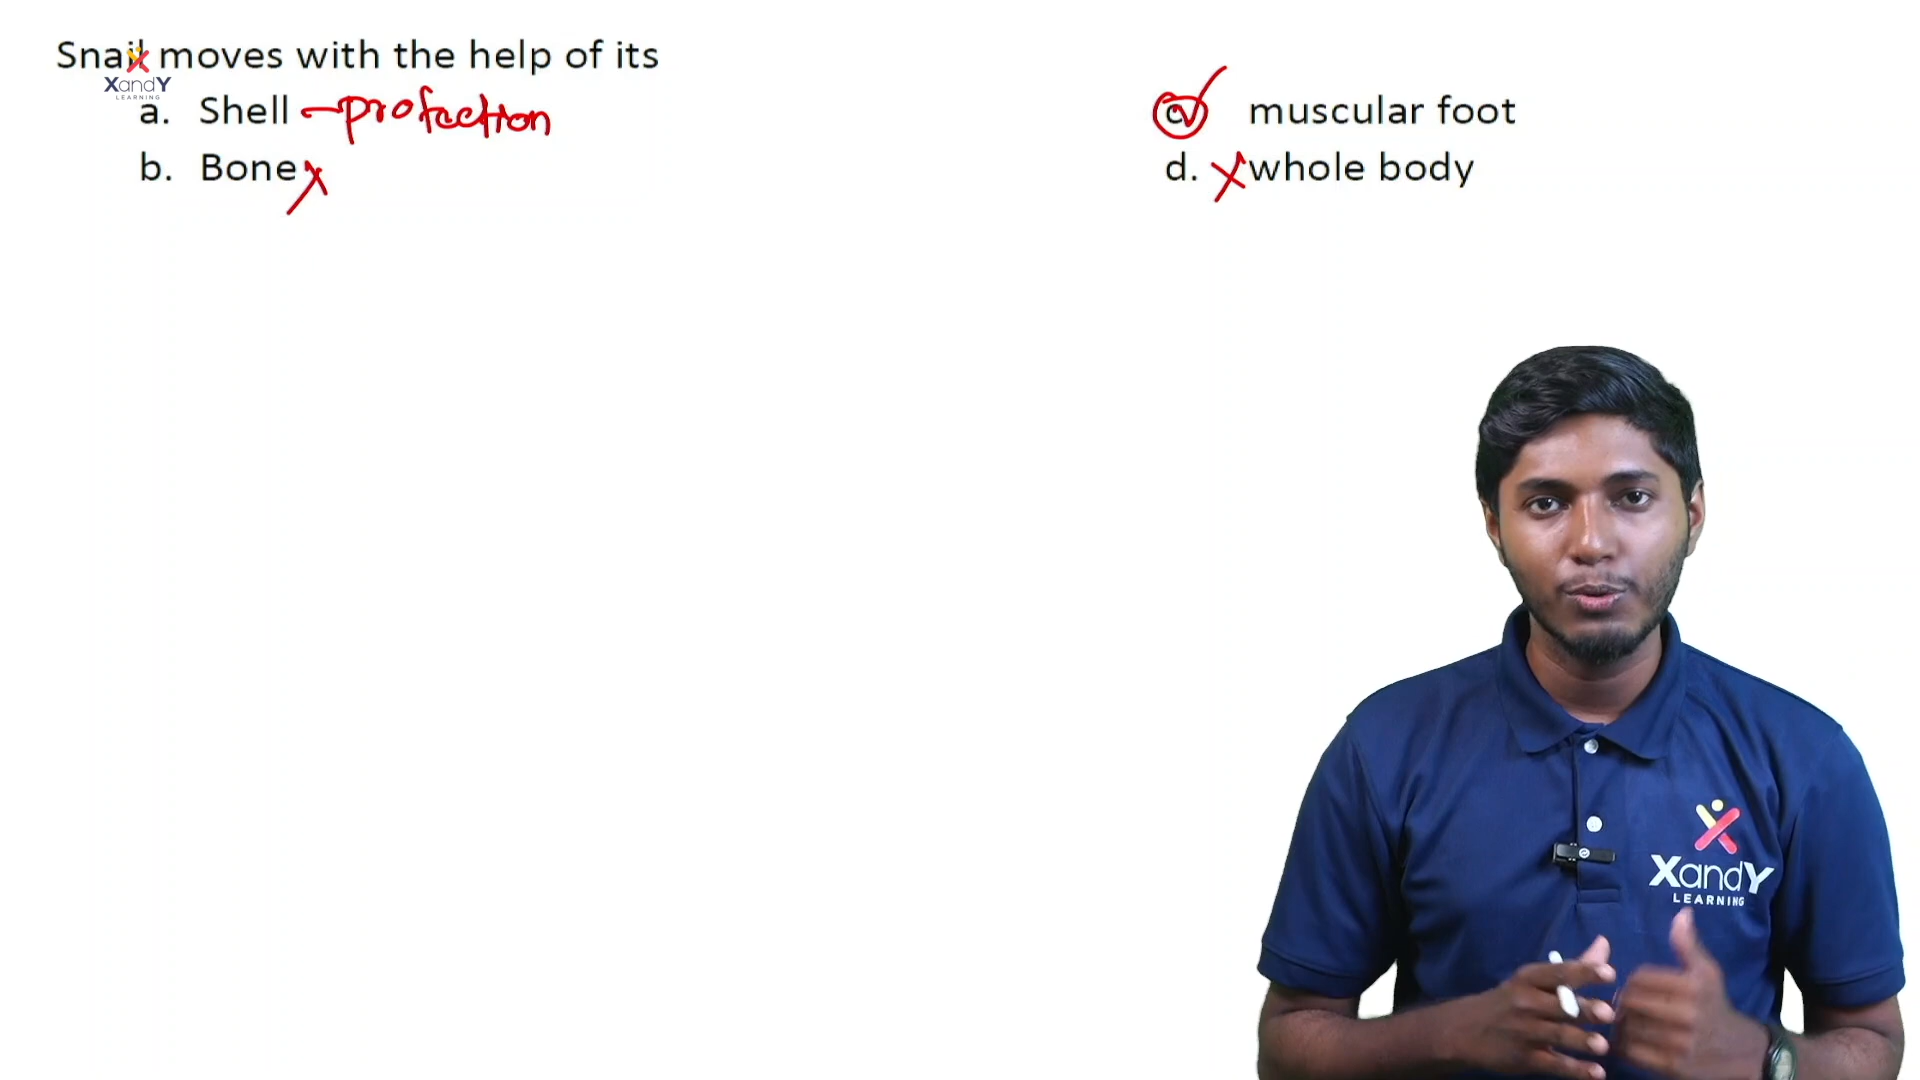 Snail moves with the help of its
XandY
LEARNING
a. Shell - protection
b. Bone
c. muscular foot
d. whole body
XandY
LEARNING